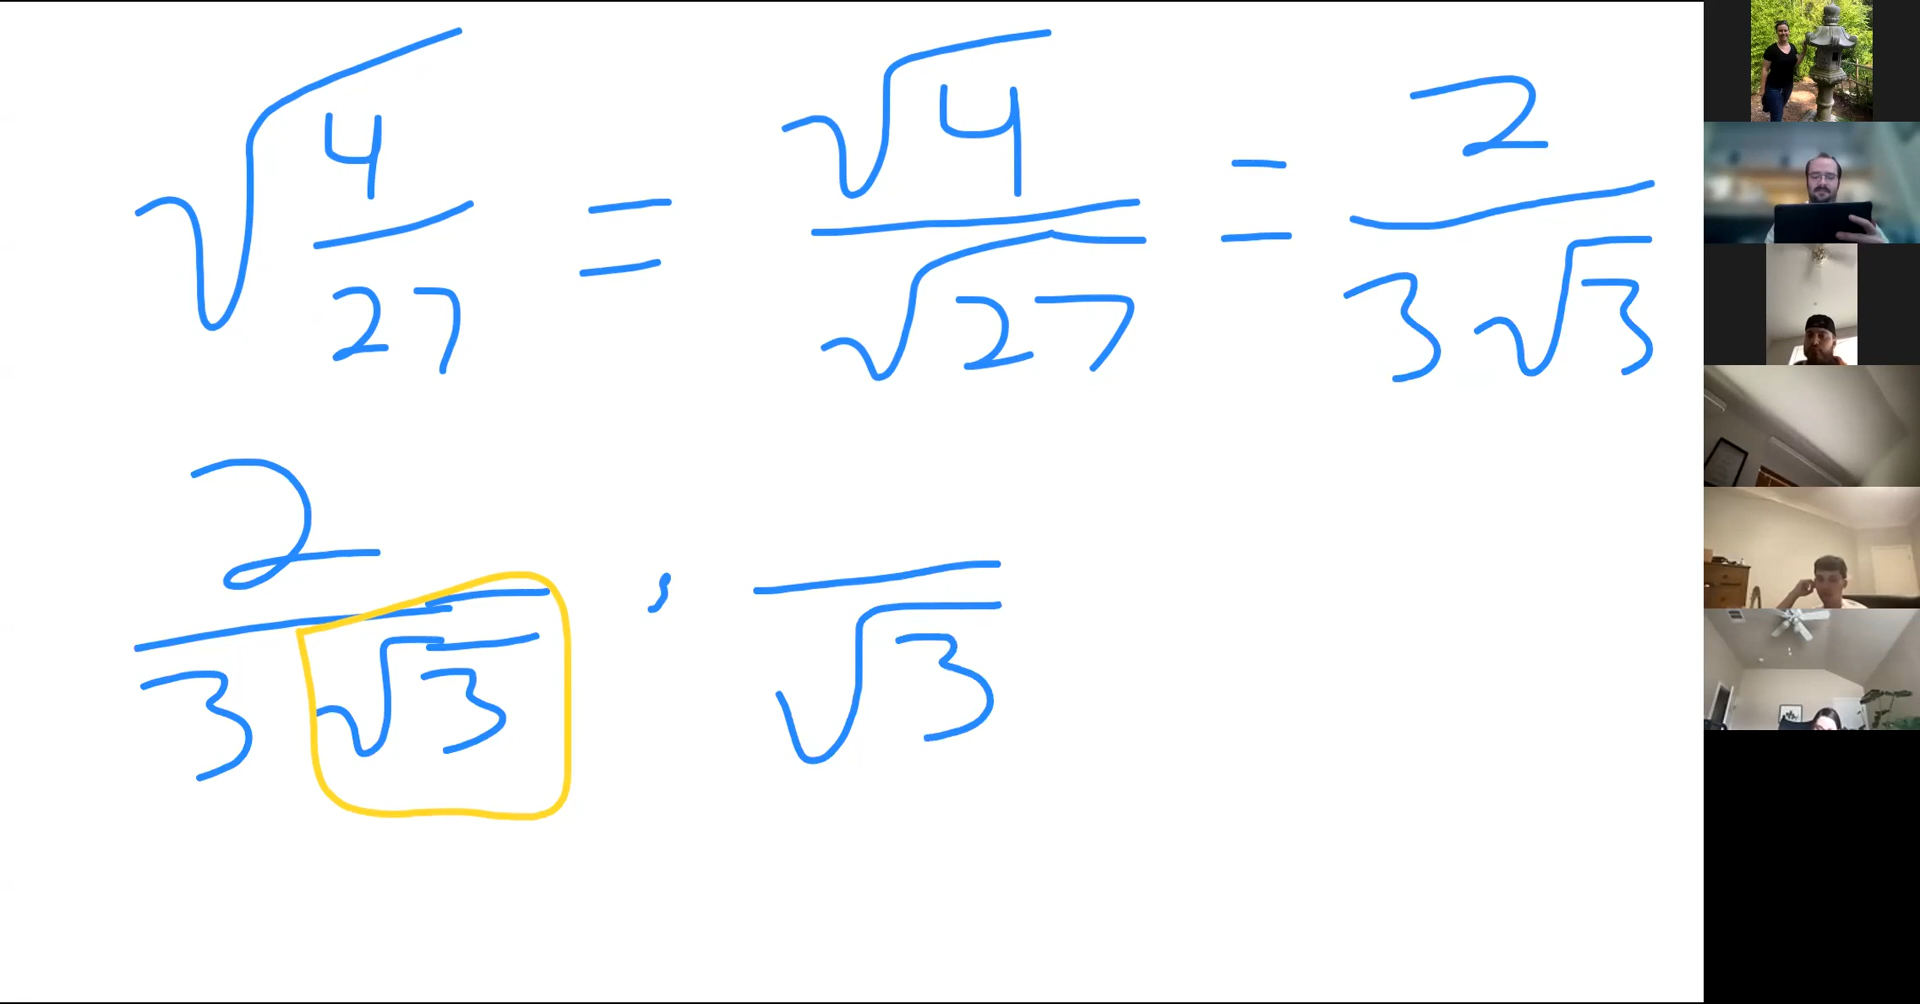 √(4/27) = √4/√27 = 2/(3√3)
2/(3√3) · /√3